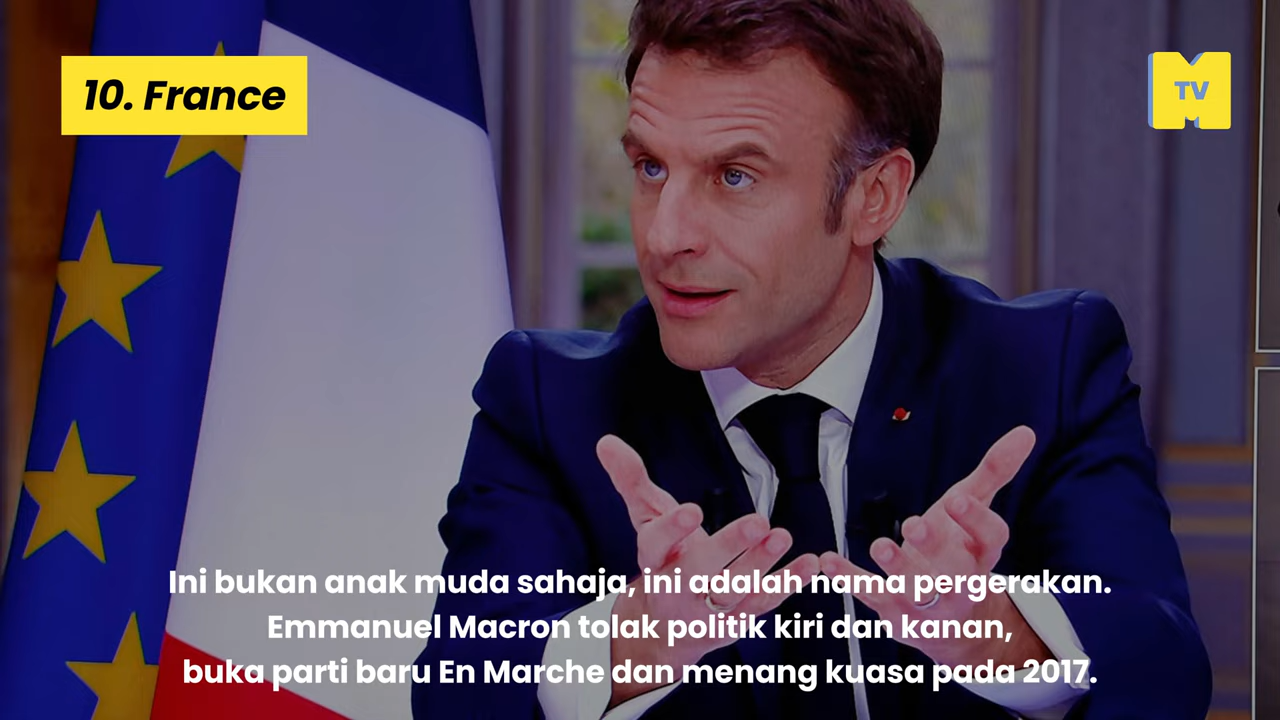 10. France
TV
Ini bukan anak muda sahaja, ini adalah nama pergerakan.
Emmanuel Macron tolak politik kiri dan kanan,
buka parti baru En Marche dan menang kuasa pada 2017.